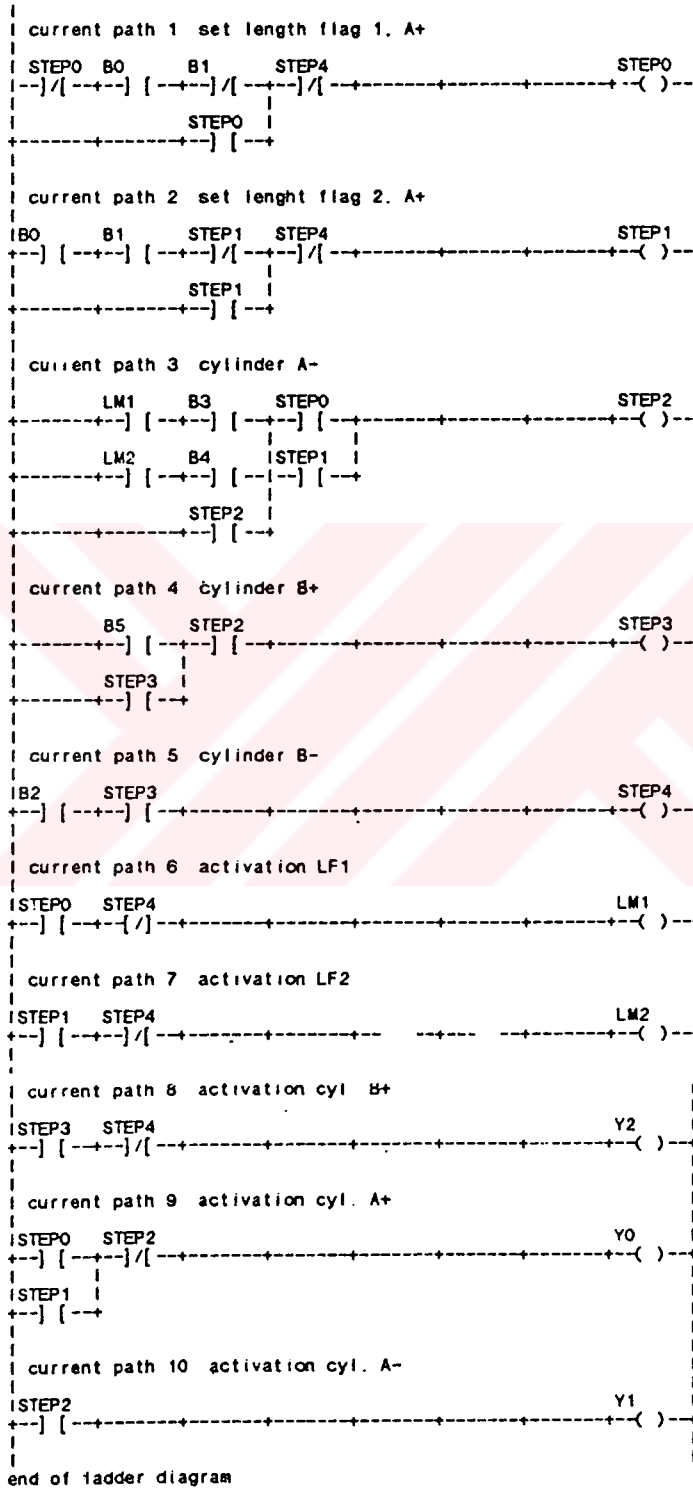 current path 1 set length flag 1. A+
STEP0 B0 B1 STEP4 STEP0
--]/[--+--] [--+--]/[--+--]/[--+--------+--------+--------+--( )--
STEP0
+--------+--------+--] [--+
current path 2 set lenght flag 2. A+
B0 B1 STEP1 STEP4 STEP1
+--] [--+--] [--+--]/[--+--]/[--+--------+--------+--------+--( )--
STEP1
+--------+--------+--] [--+
current path 3 cylinder A-
LM1 B3 STEP0 STEP2
+--------+--] [--+--] [--+--] [--+--------+--------+--------+--( )--
LM2 B4 STEP1
+--] [--+--] [--|--] [--+
STEP2
+--------+--------+--] [--+
current path 4 cylinder B+
B5 STEP2 STEP3
+--------+--] [--+--] [--+--------+--------+--------+--------+--( )--
STEP3
+--------+--] [--+
current path 5 cylinder B-
B2 STEP3 STEP4
+--] [--+--] [--+--------+--------+--------+--------+--------+--( )--
current path 6 activation LF1
STEP0 STEP4 LM1
+--] [--+--[/]--+--------+--------+--------+--------+--------+--( )--
current path 7 activation LF2
STEP1 STEP4 LM2
+--] [--+--]/[--+--------+--------+-- --+-- --+--( )--
current path 8 activation cyl B+
STEP3 STEP4 Y2
+--] [--+--]/[--+--------+--------+--------+--------+--------+--( )--+
current path 9 activation cyl. A+
STEP0 STEP2 Y0
+--] [--+--]/[--+--------+--------+--------+--------+--------+--( )--+
STEP1
+--] [--+
current path 10 activation cyl. A-
STEP2 Y1
+--] [--+--------+--------+--------+--------+--------+--------+--( )--+
end of ladder diagram